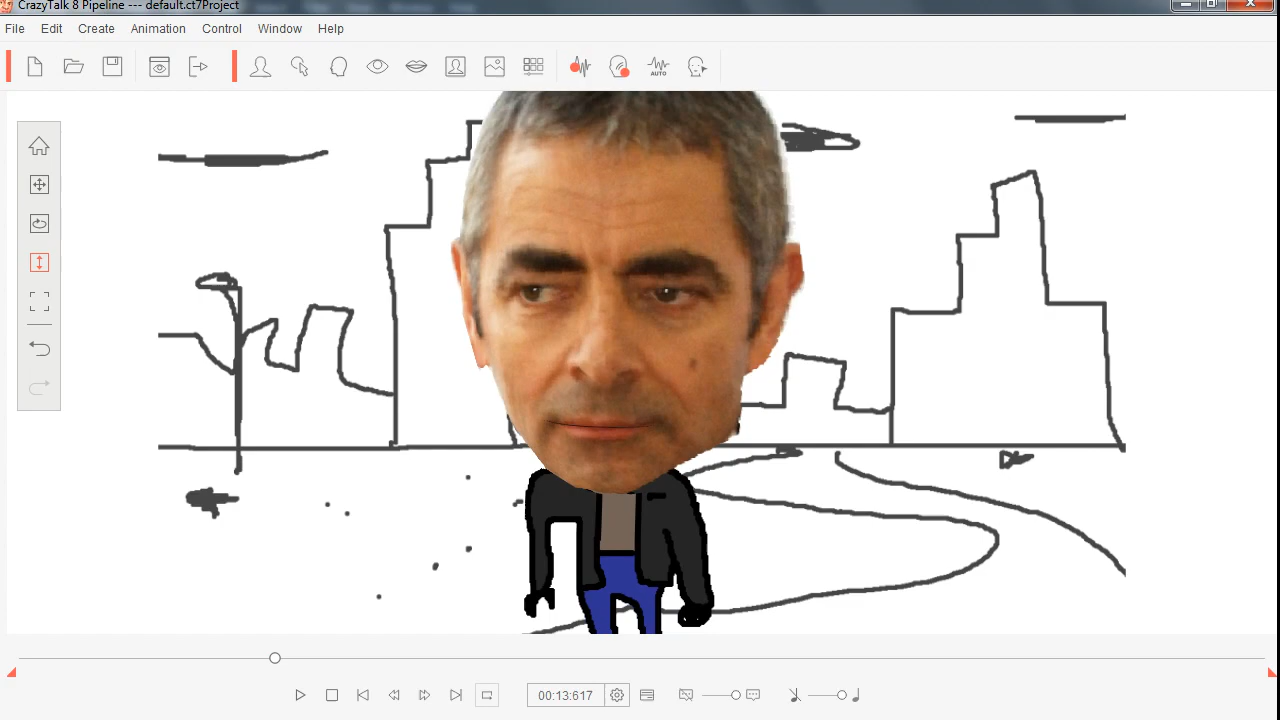 CrazyTalk 8 Pipeline --- default.ct7Project
File Edit Create Animation Control Window Help
AUTO
00:13:617